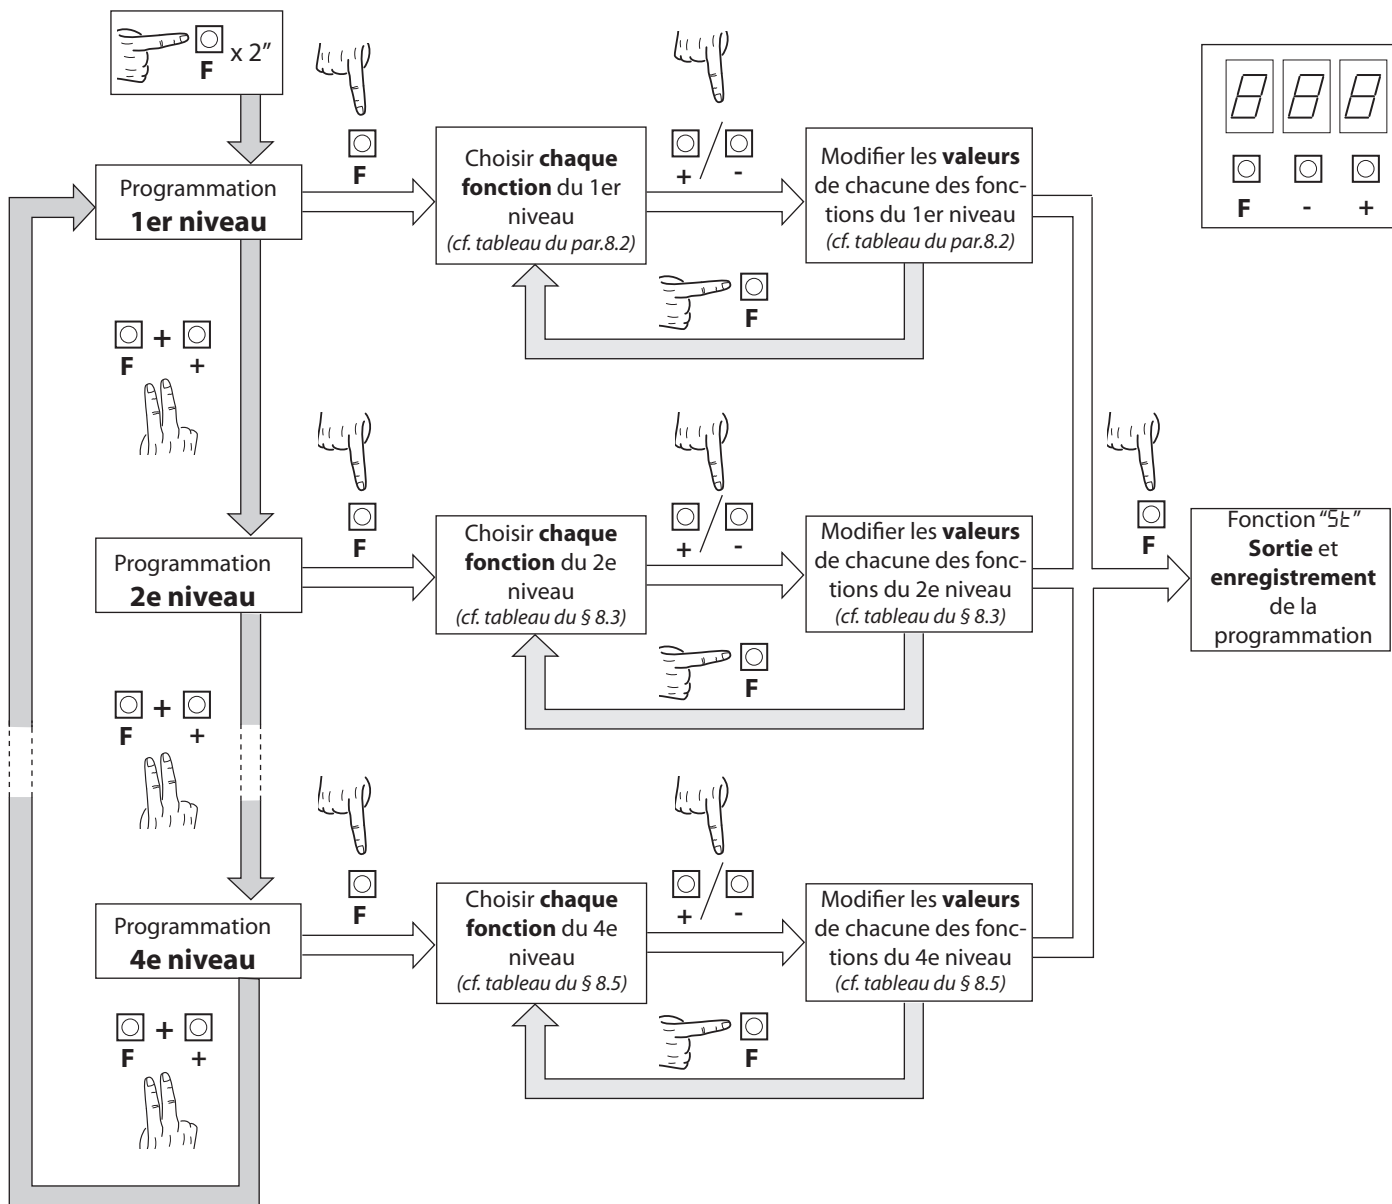 F x 2”
F
+ / -
F - +
Programmation
1er niveau
Choisir chaque
fonction du 1er
niveau
(cf. tableau du par.8.2)
Modifier les valeurs
de chacune des fonc-
tions du 1er niveau
(cf. tableau du par.8.2)
F
F + +
F
+ / -
F
Programmation
2e niveau
Choisir chaque
fonction du 2e
niveau
(cf. tableau du § 8.3)
Modifier les valeurs
de chacune des fonc-
tions du 2e niveau
(cf. tableau du § 8.3)
F
Fonction “St”
Sortie et
enregistrement
de la
programmation
F + +
F
+ / -
Programmation
4e niveau
Choisir chaque
fonction du 4e
niveau
(cf. tableau du § 8.5)
Modifier les valeurs
de chacune des fonc-
tions du 4e niveau
(cf. tableau du § 8.5)
F
F + +